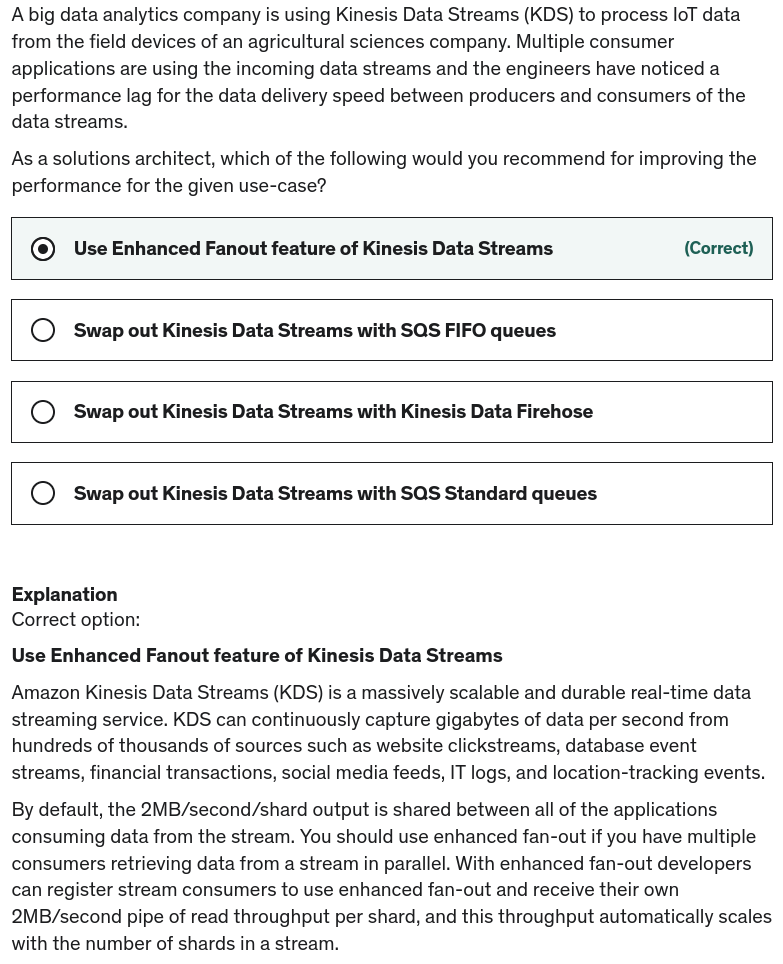 A big data analytics company is using Kinesis Data Streams (KDS) to process IoT data
from the field devices of an agricultural sciences company. Multiple consumer
applications are using the incoming data streams and the engineers have noticed a
performance lag for the data delivery speed between producers and consumers of the
data streams.
As a solutions architect, which of the following would you recommend for improving the
performance for the given use-case?
Use Enhanced Fanout feature of Kinesis Data Streams (Correct)
Swap out Kinesis Data Streams with SQS FIFO queues
Swap out Kinesis Data Streams with Kinesis Data Firehose
Swap out Kinesis Data Streams with SQS Standard queues
Explanation
Correct option:
Use Enhanced Fanout feature of Kinesis Data Streams
Amazon Kinesis Data Streams (KDS) is a massively scalable and durable real-time data
streaming service. KDS can continuously capture gigabytes of data per second from
hundreds of thousands of sources such as website clickstreams, database event
streams, financial transactions, social media feeds, IT logs, and location-tracking events.
By default, the 2MB/second/shard output is shared between all of the applications
consuming data from the stream. You should use enhanced fan-out if you have multiple
consumers retrieving data from a stream in parallel. With enhanced fan-out developers
can register stream consumers to use enhanced fan-out and receive their own
2MB/second pipe of read throughput per shard, and this throughput automatically scales
with the number of shards in a stream.